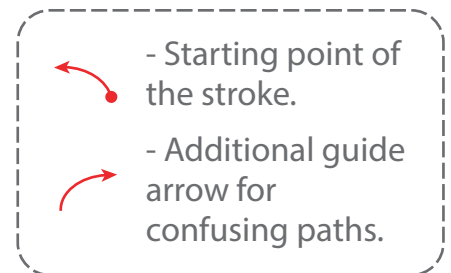 - Starting point of
the stroke.
- Additional guide
arrow for
confusing paths.